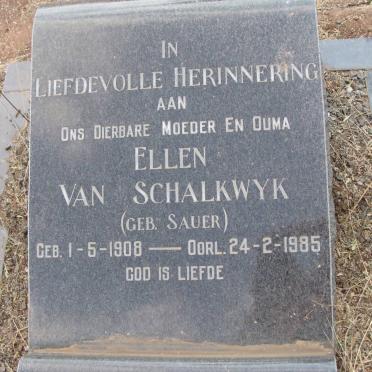 IN
LIEFDEVOLLE HERINNERING
AAN
ONS DIERBARE MOEDER EN OUMA
ELLEN
VAN SCHALKWYK
(GEB. SAUER)
GEB. 1-5-1908 — OORL. 24-2-1985
GOD IS LIEFDE